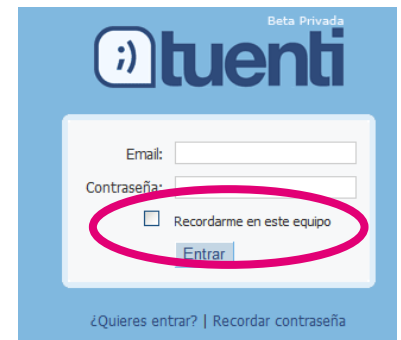 Beta Privada
;) tuenti
Email:
Contraseña:
Recordarme en este equipo
Entrar
¿Quieres entrar? | Recordar contraseña